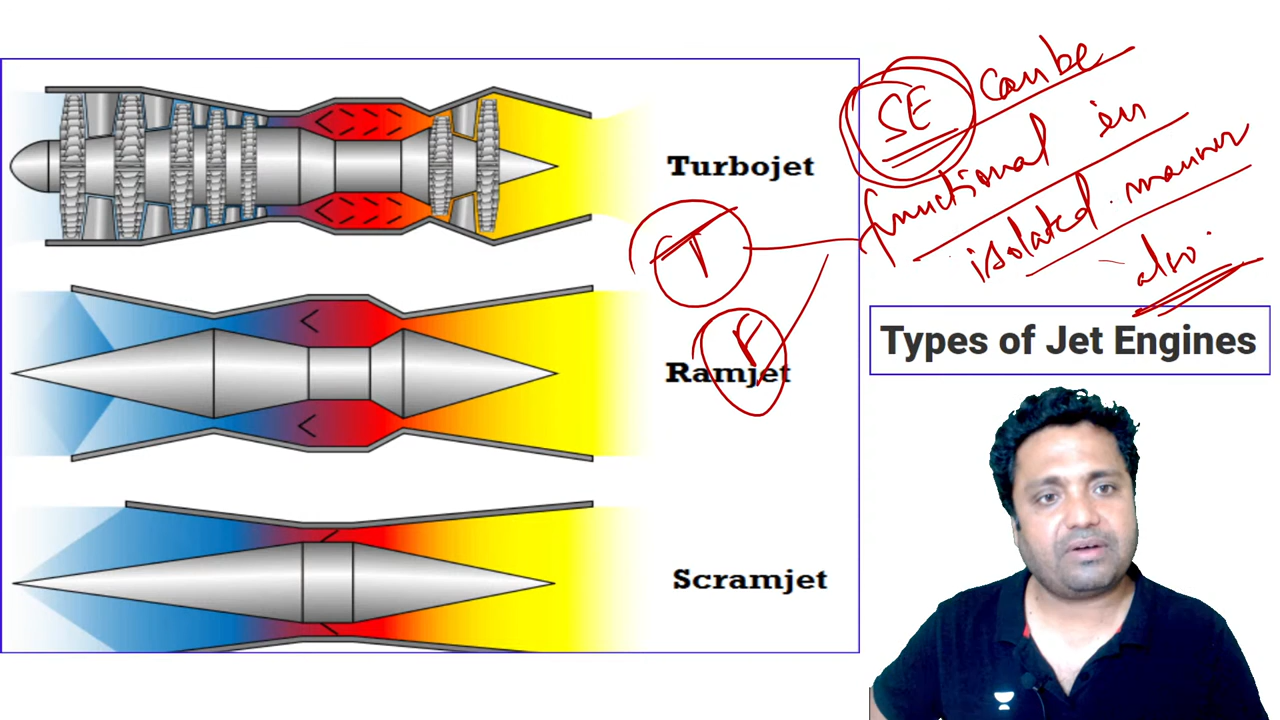 SE can be
functional in
isolated manner
also.
Turbojet
T
F
Types of Jet Engines
Ramjet
Scramjet